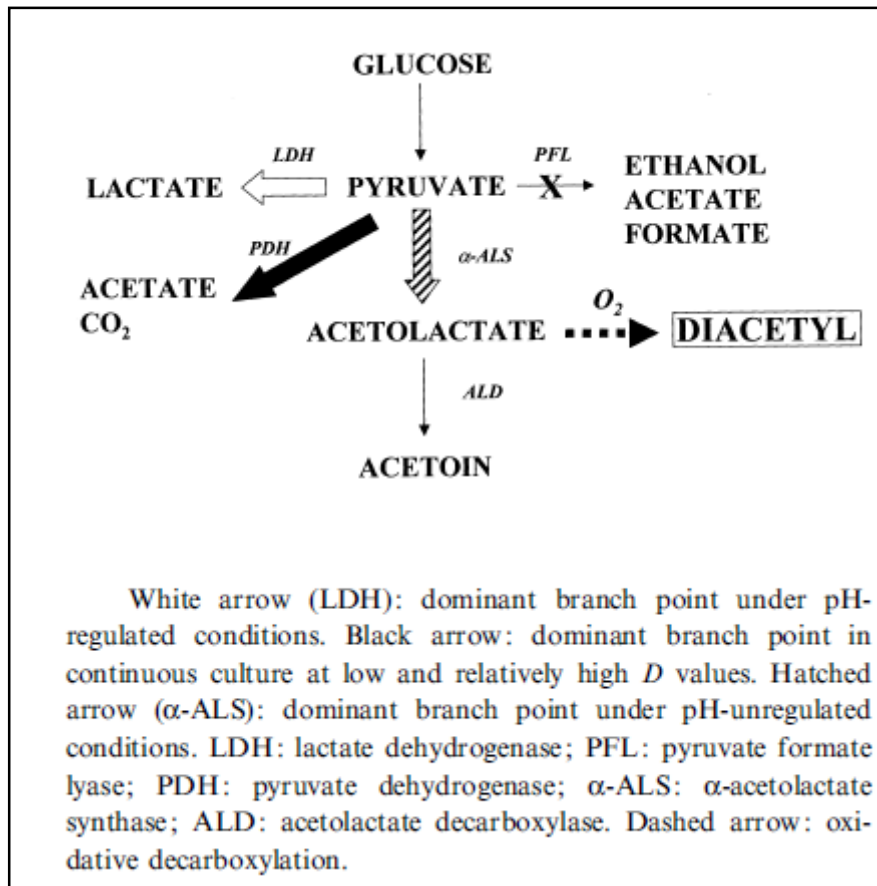 GLUCOSE
LDH
PFL
LACTATE
PYRUVATE
X
ETHANOL
ACETATE
FORMATE
PDH
α-ALS
ACETATE
CO₂
ACETOLACTATE
O₂
DIACETYL
ALD
ACETOIN
White arrow (LDH): dominant branch point under pH-
regulated conditions. Black arrow: dominant branch point in
continuous culture at low and relatively high D values. Hatched
arrow (α-ALS): dominant branch point under pH-unregulated
conditions. LDH: lactate dehydrogenase; PFL: pyruvate formate
lyase; PDH: pyruvate dehydrogenase; α-ALS: α-acetolactate
synthase; ALD: acetolactate decarboxylase. Dashed arrow: oxi-
dative decarboxylation.